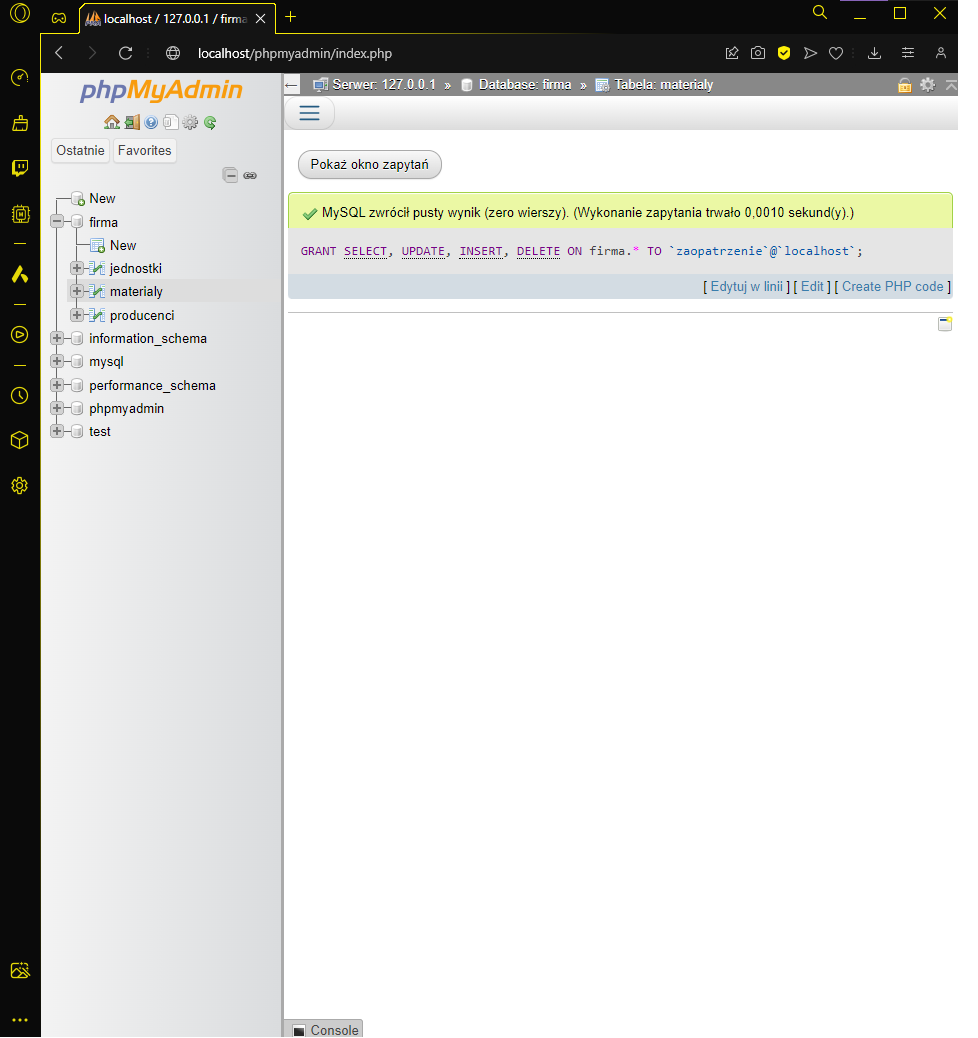 localhost / 127.0.0.1 / firma
localhost/phpmyadmin/index.php
phpMyAdmin
Ostatnie
Favorites
New
firma
New
jednostki
materialy
producenci
information_schema
mysql
performance_schema
phpmyadmin
test
Serwer: 127.0.0.1 » Database: firma » Tabela: materialy
Pokaż okno zapytań
MySQL zwrócił pusty wynik (zero wierszy). (Wykonanie zapytania trwało 0,0010 sekund(y).)
GRANT SELECT, UPDATE, INSERT, DELETE ON firma.* TO `zaopatrzenie`@`localhost`;
[ Edytuj w linii ] [ Edit ] [ Create PHP code ]
Console